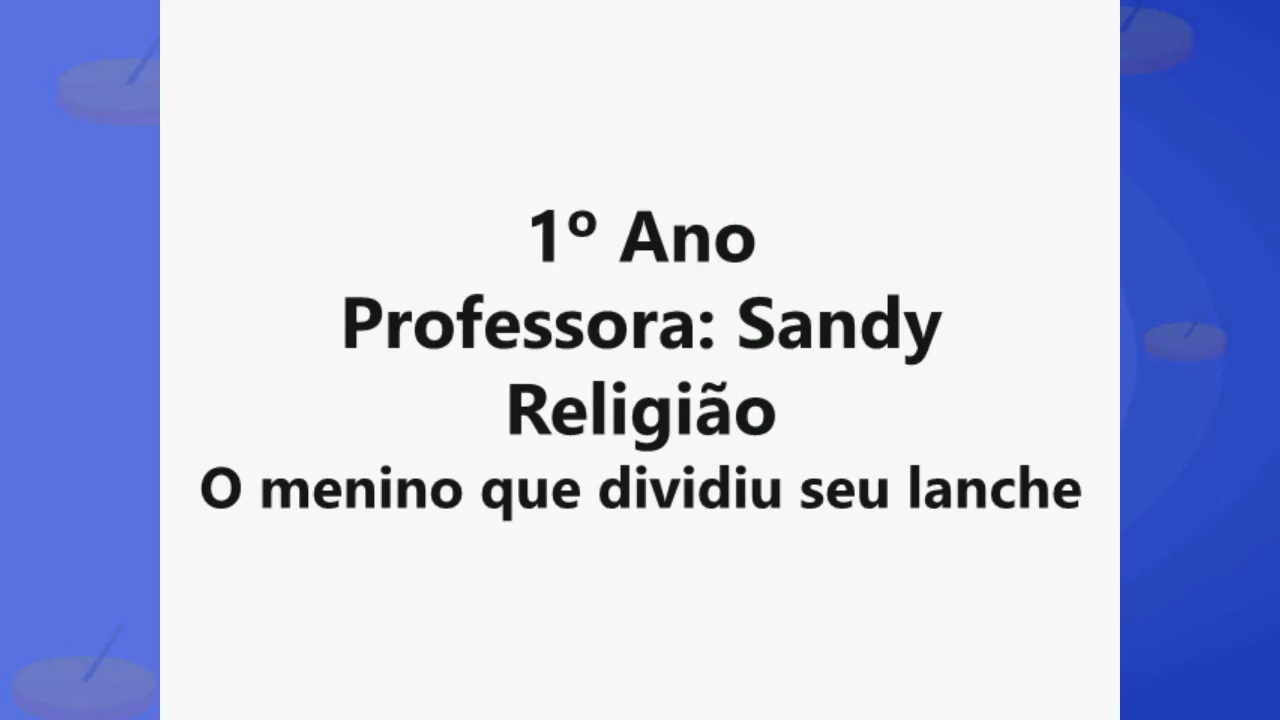 1º Ano
Professora: Sandy
Religião
O menino que dividiu seu lanche